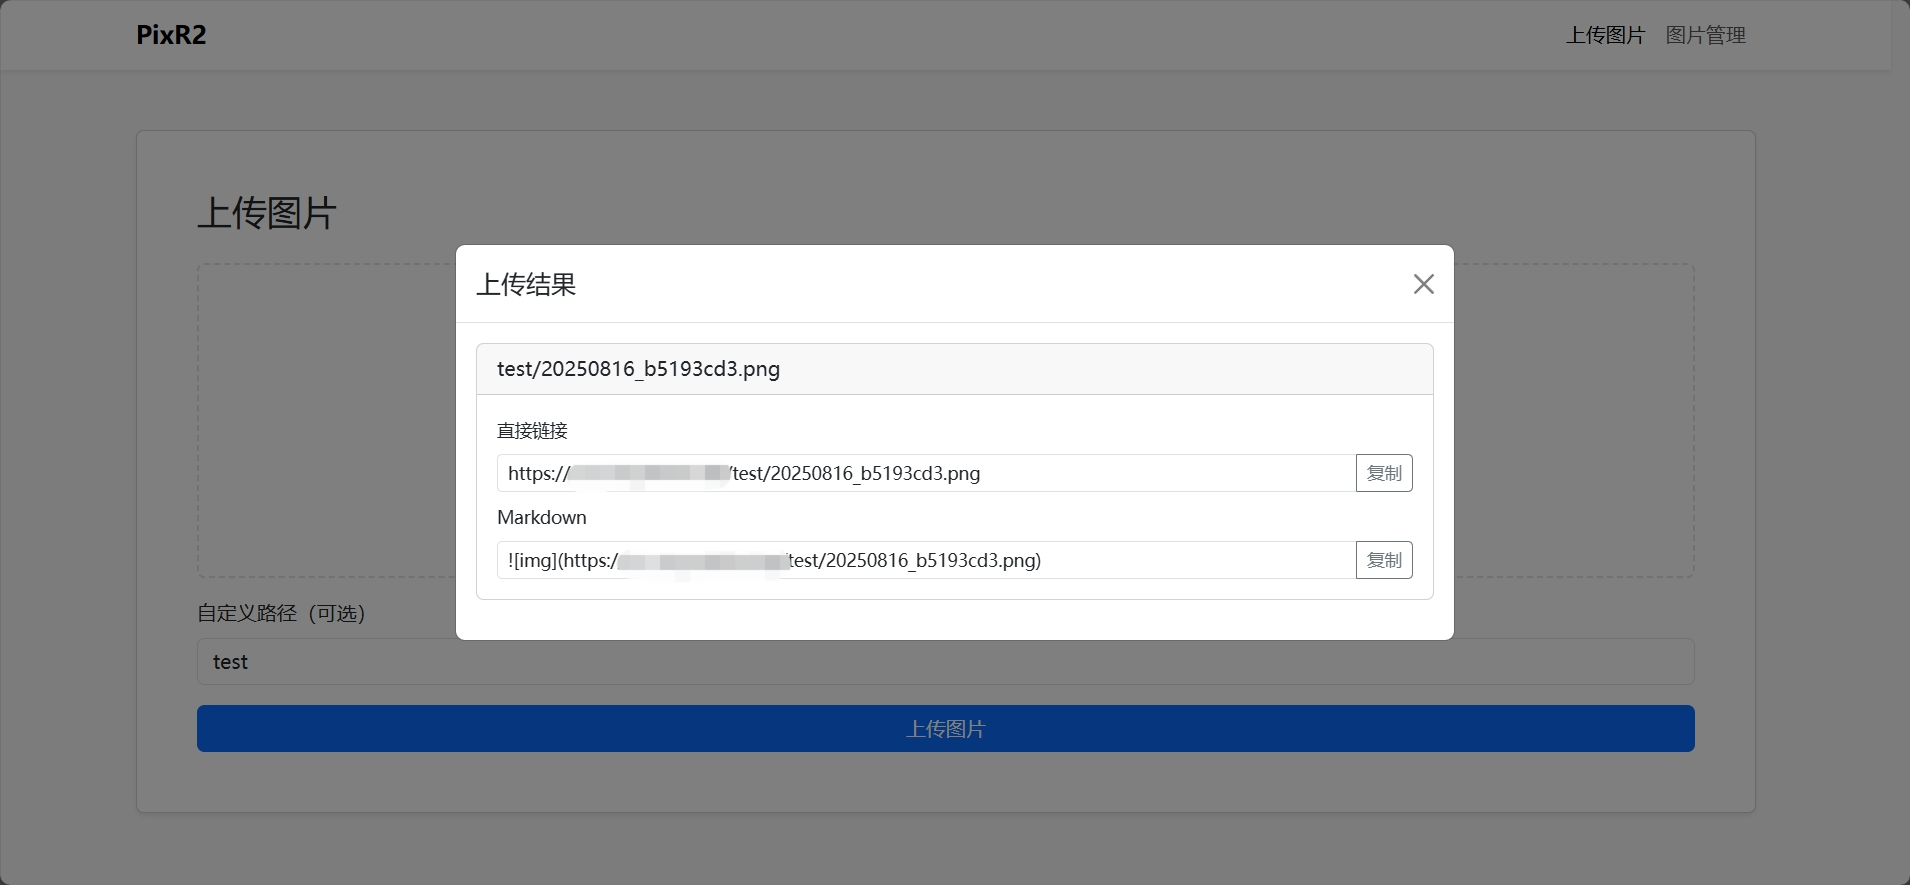 PixR2
上传图片 图片管理
上传图片
上传结果
test/20250816_b5193cd3.png
直接链接
https:///test/20250816_b5193cd3.png 复制
Markdown
![img](https:/test/20250816_b5193cd3.png) 复制
自定义路径（可选）
test
上传图片